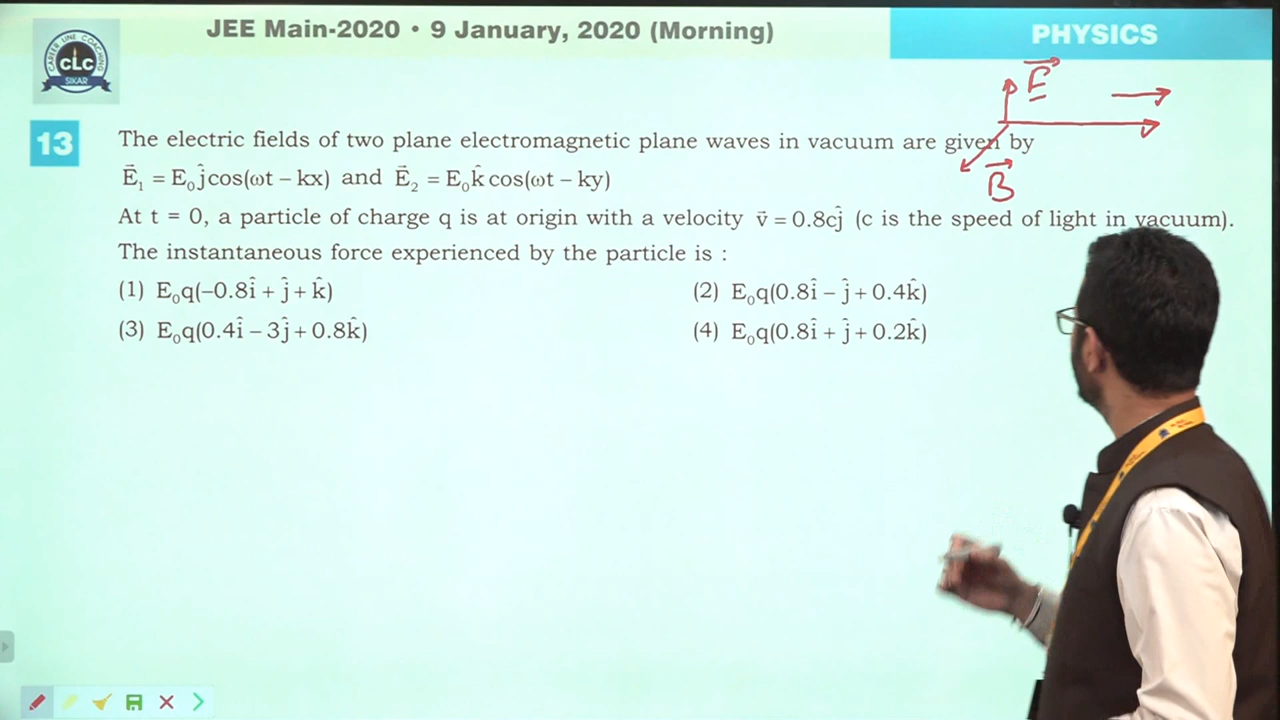 JEE Main-2020 • 9 January, 2020 (Morning)
PHYSICS
CAREER LINE COACHING
CLC
SIKAR
13
The electric fields of two plane electromagnetic plane waves in vacuum are given by
E⃗₁ = E₀ĵcos(ωt − kx) and E⃗₂ = E₀k̂cos(ωt − ky)
At t = 0, a particle of charge q is at origin with a velocity v⃗ = 0.8cĵ (c is the speed of light in vacuum).
The instantaneous force experienced by the particle is :
(1) E₀q(−0.8î + ĵ + k̂)
(2) E₀q(0.8î − ĵ + 0.4k̂)
(3) E₀q(0.4î − 3ĵ + 0.8k̂)
(4) E₀q(0.8î + ĵ + 0.2k̂)
E⃗
B⃗